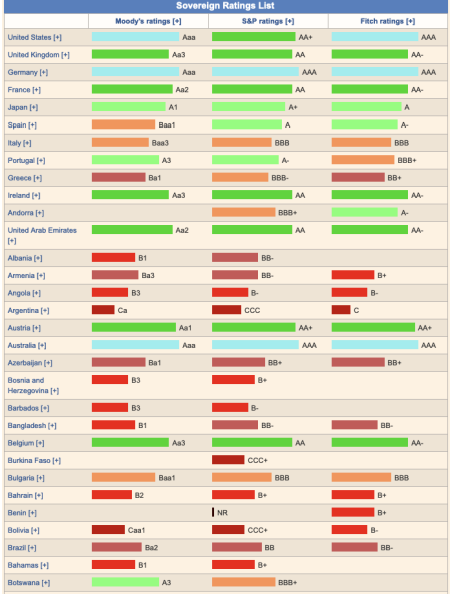 Sovereign Ratings List
Moody's ratings [+] S&P ratings [+] Fitch ratings [+]
United States [+] Aaa AA+ AAA
United Kingdom [+] Aa3 AA AA-
Germany [+] Aaa AAA AAA
France [+] Aa2 AA AA-
Japan [+] A1 A+ A
Spain [+] Baa1 A A-
Italy [+] Baa3 BBB BBB
Portugal [+] A3 A- BBB+
Greece [+] Ba1 BBB- BB+
Ireland [+] Aa3 AA AA-
Andorra [+] BBB+ A-
United Arab Emirates Aa2 AA AA-
[+]
Albania [+] B1 BB-
Armenia [+] Ba3 BB- B+
Angola [+] B3 B- B-
Argentina [+] Ca CCC C
Austria [+] Aa1 AA+ AA+
Australia [+] Aaa AAA AAA
Azerbaijan [+] Ba1 BB+ BB+
Bosnia and B3 B+
Herzegovina [+]
Barbados [+] B3 B-
Bangladesh [+] B1 BB- BB-
Belgium [+] Aa3 AA AA-
Burkina Faso [+] CCC+
Bulgaria [+] Baa1 BBB BBB
Bahrain [+] B2 B+ B+
Benin [+] NR B+
Bolivia [+] Caa1 CCC+ B-
Brazil [+] Ba2 BB BB-
Bahamas [+] B1 B+
Botswana [+] A3 BBB+